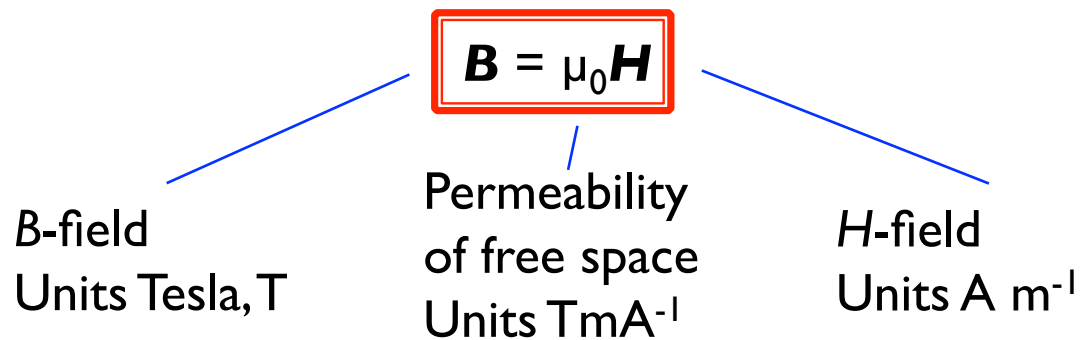 B = μ₀H
B-field
Units Tesla, T
Permeability
of free space
Units TmA⁻¹
H-field
Units A m⁻¹